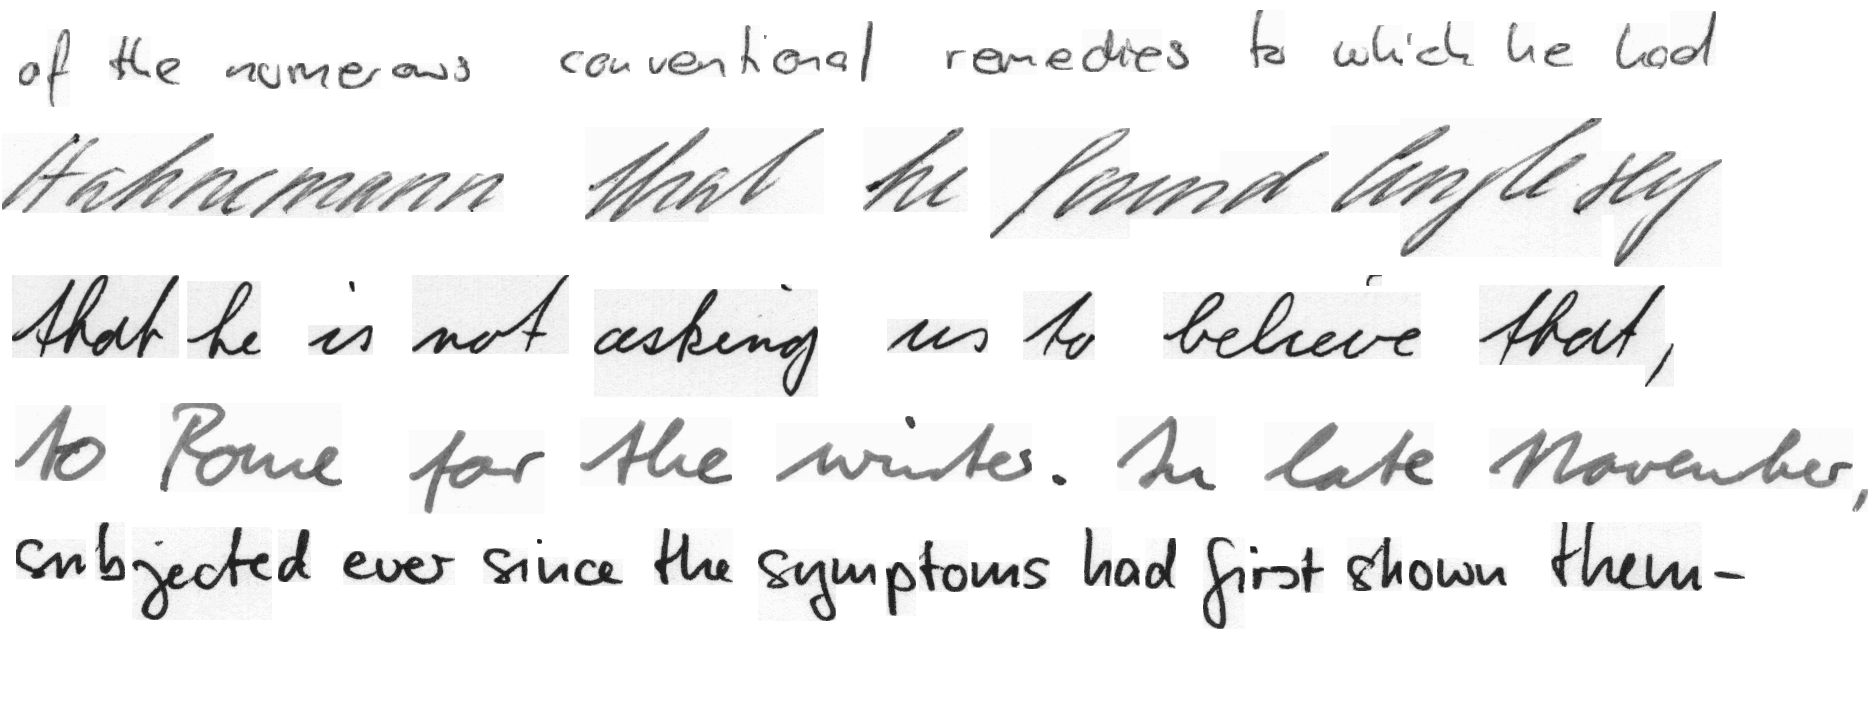 of the numerous conventional remedies to which he had
Hahnemann that he found Anglesey
that he is not asking us to believe that,
to Rome for the winter. In late November,
subjected ever since the symptoms had first shown them-